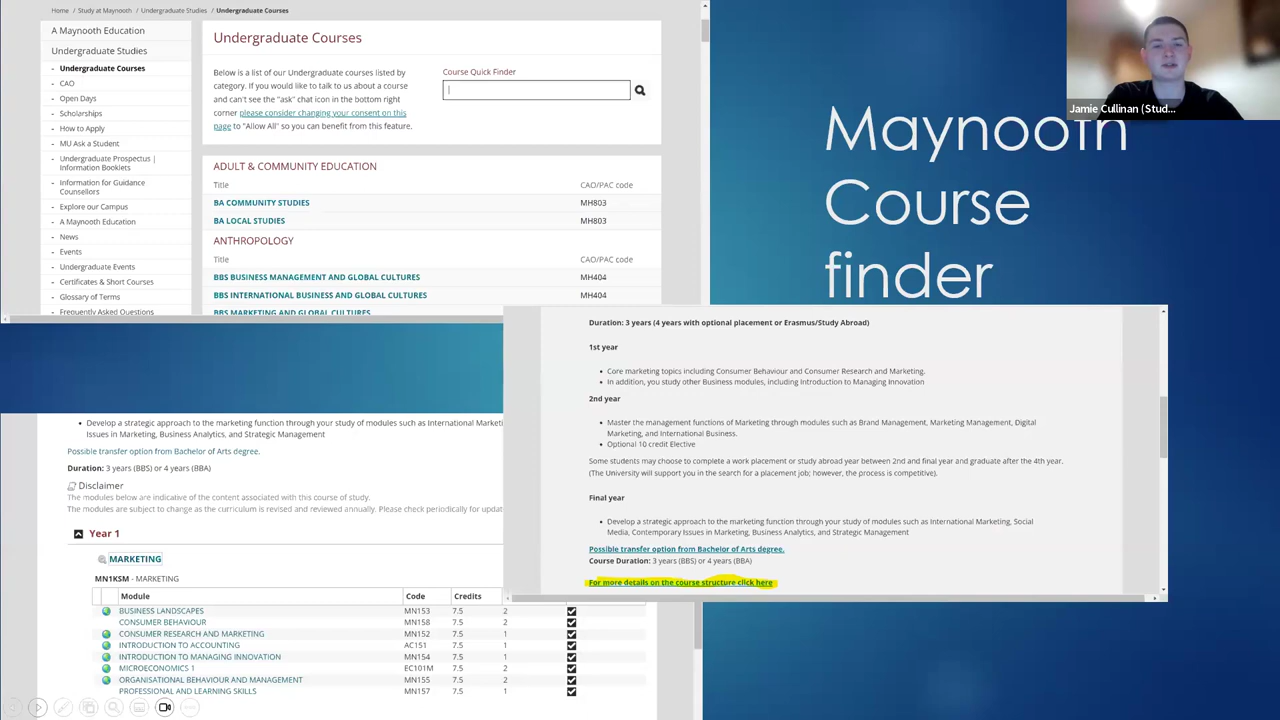 Home / Study at Maynooth / Undergraduate Studies / Undergraduate Courses
A Maynooth Education
Undergraduate Studies
- Undergraduate Courses
- CAO
- Open Days
- Scholarships
- How to Apply
- MU Ask a Student
- Undergraduate Prospectus |
Information Booklets
- Information for Guidance
Counsellors
- Explore our Campus
- A Maynooth Education
- News
- Events
- Undergraduate Events
- Certificates & Short Courses
- Glossary of Terms
- Frequently Asked Questions
Undergraduate Courses
Below is a list of our Undergraduate courses listed by
category. If you would like to talk to us about a course
and can't see the "ask" chat icon in the bottom right
corner please consider changing your consent on this
page to "Allow All" so you can benefit from this feature.
Course Quick Finder
ADULT & COMMUNITY EDUCATION
Title CAO/PAC code
BA COMMUNITY STUDIES MH803
BA LOCAL STUDIES MH803
ANTHROPOLOGY
Title CAO/PAC code
BBS BUSINESS MANAGEMENT AND GLOBAL CULTURES MH404
BBS INTERNATIONAL BUSINESS AND GLOBAL CULTURES MH404
BBS MARKETING AND GLOBAL CULTURES
Maynooth
Course
finder
Jamie Cullinan (Stud...
Duration: 3 years (4 years with optional placement or Erasmus/Study Abroad)
1st year
• Core marketing topics including Consumer Behaviour and Consumer Research and Marketing.
• In addition, you study other Business modules, including Introduction to Managing Innovation
2nd year
• Master the management functions of Marketing through modules such as Brand Management, Marketing Management, Digital
Marketing, and International Business.
• Optional 10 credit Elective
Some students may choose to complete a work placement or study abroad year between 2nd and final year and graduate after the 4th year.
(The University will support you in the search for a placement job; however, the process is competitive).
Final year
• Develop a strategic approach to the marketing function through your study of modules such as International Marketing, Social
Media, Contemporary Issues in Marketing, Business Analytics, and Strategic Management
Possible transfer option from Bachelor of Arts degree.
Course Duration: 3 years (BBS) or 4 years (BBA)
For more details on the course structure click here
• Develop a strategic approach to the marketing function through your study of modules such as International Marketi
Issues in Marketing, Business Analytics, and Strategic Management
Possible transfer option from Bachelor of Arts degree.
Duration: 3 years (BBS) or 4 years (BBA)
Disclaimer
The modules below are indicative of the content associated with this course of study.
The modules are subject to change as the curriculum is revised and reviewed annually. Please check periodically for updat
Year 1
MARKETING
MN1KSM - MARKETING
Module Code Credits
BUSINESS LANDSCAPES MN153 7.5 2
CONSUMER BEHAVIOUR MN158 7.5 2
CONSUMER RESEARCH AND MARKETING MN152 7.5 1
INTRODUCTION TO ACCOUNTING AC151 7.5 1
INTRODUCTION TO MANAGING INNOVATION MN154 7.5 1
MICROECONOMICS 1 EC101M 7.5 2
ORGANISATIONAL BEHAVIOUR AND MANAGEMENT MN155 7.5 2
PROFESSIONAL AND LEARNING SKILLS MN157 7.5 1